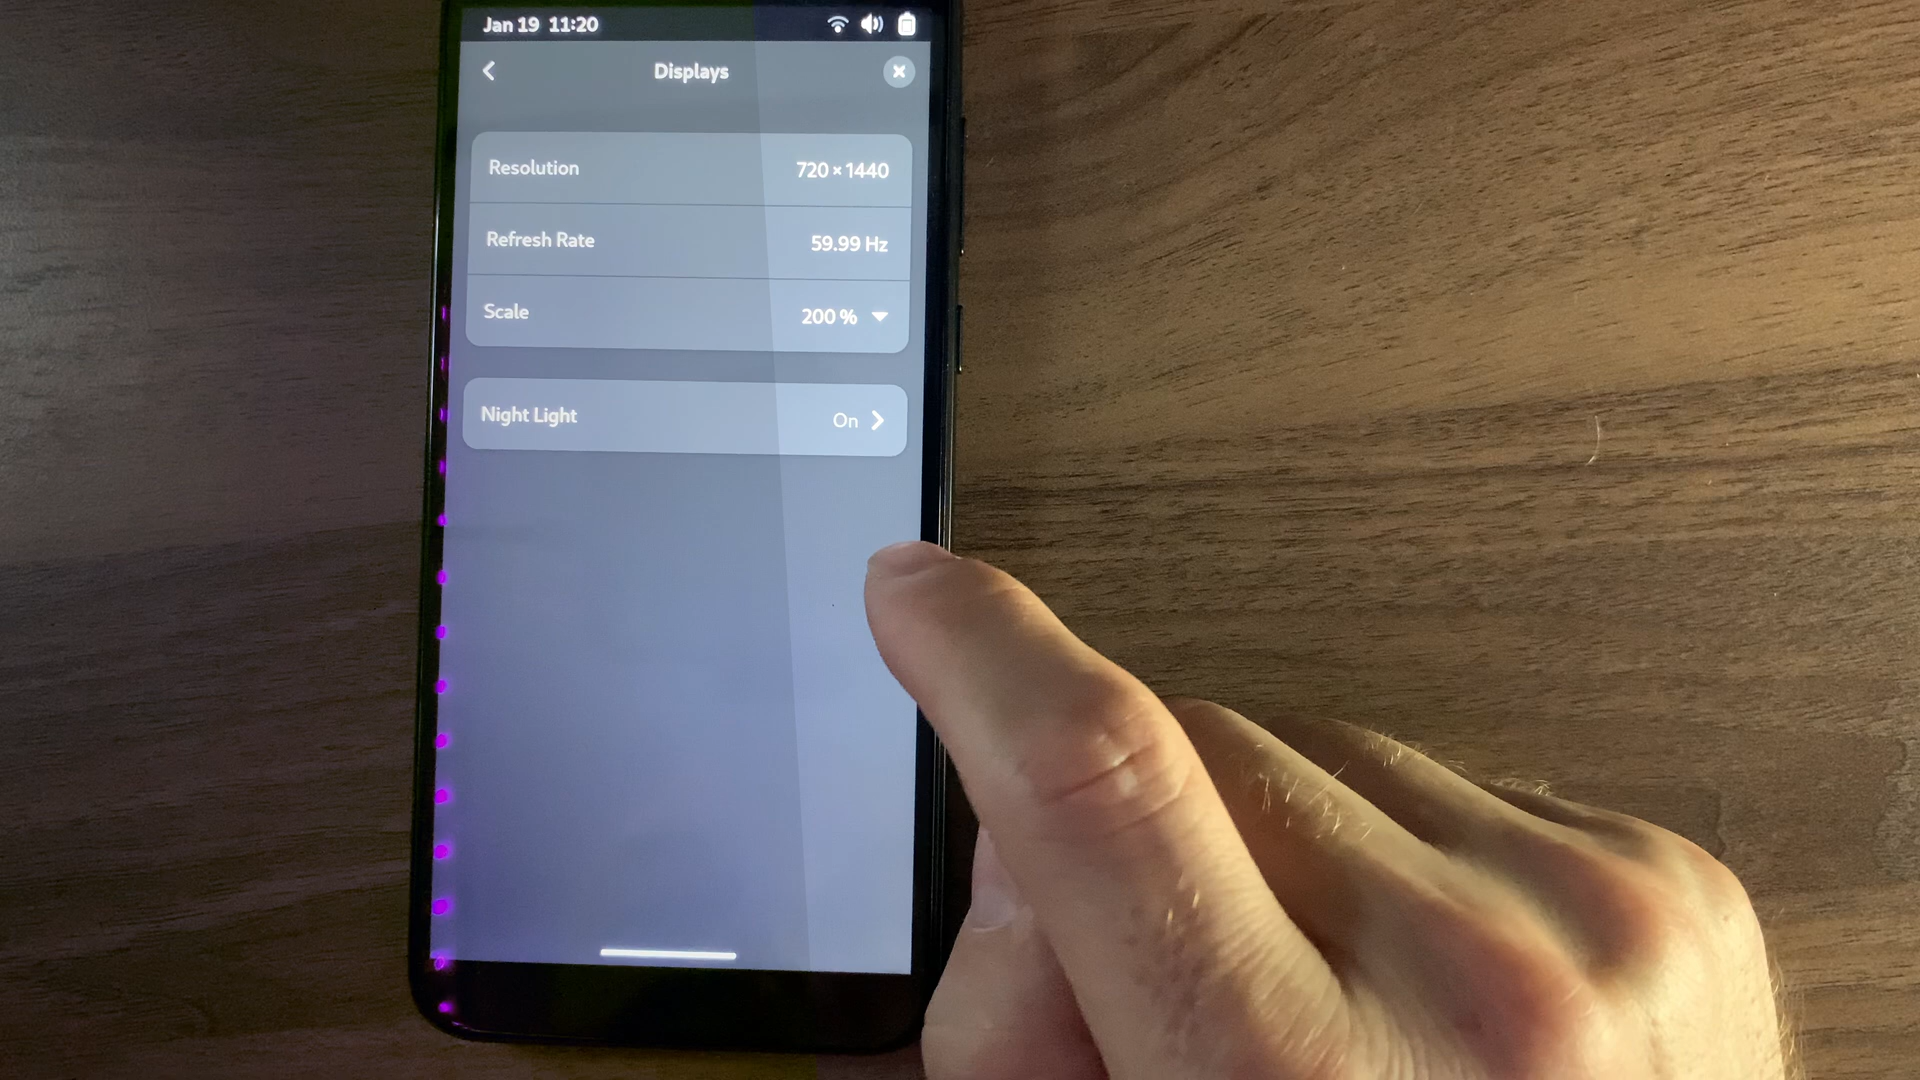 Jan 19 11:20
Displays
Resolution 720 × 1440
Refresh Rate 59.99 Hz
Scale 200 %
Night Light On